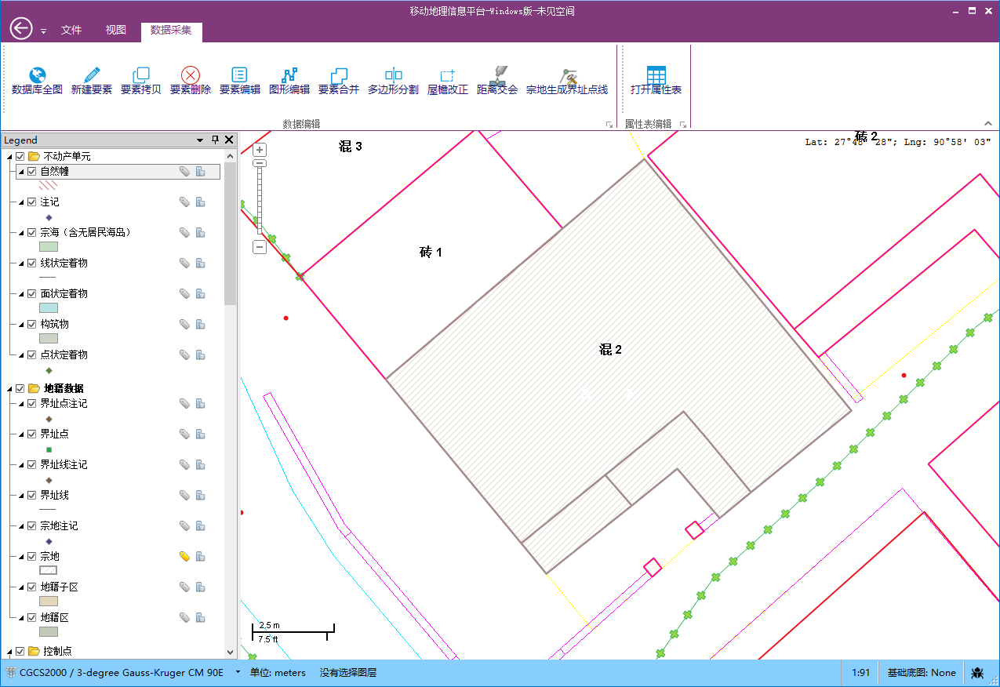 移动地理信息平台-Windows版-未见空间
文件 视图 数据采集
数据库全图 新建要素 要素拷贝 要素删除 要素编辑 图形编辑 要素合并 多边形分割 屋檐改正 距离交会 宗地生成界址点线 打开属性表
数据编辑 属性表编辑
Legend
不动产单元
自然幢
注记
宗海（含无居民海岛）
线状定着物
面状定着物
构筑物
点状定着物
地籍数据
界址点注记
界址点
界址线注记
界址线
宗地注记
宗地
地籍子区
地籍区
控制点
混 3
砖 2
Lat: 27°48' 28"; Lng: 90°58' 03"
砖 1
混 2
2.5 m
7.5 ft
CGCS2000 / 3-degree Gauss-Kruger CM 90E 单位: meters 没有选择图层 1:91 基础底图: None